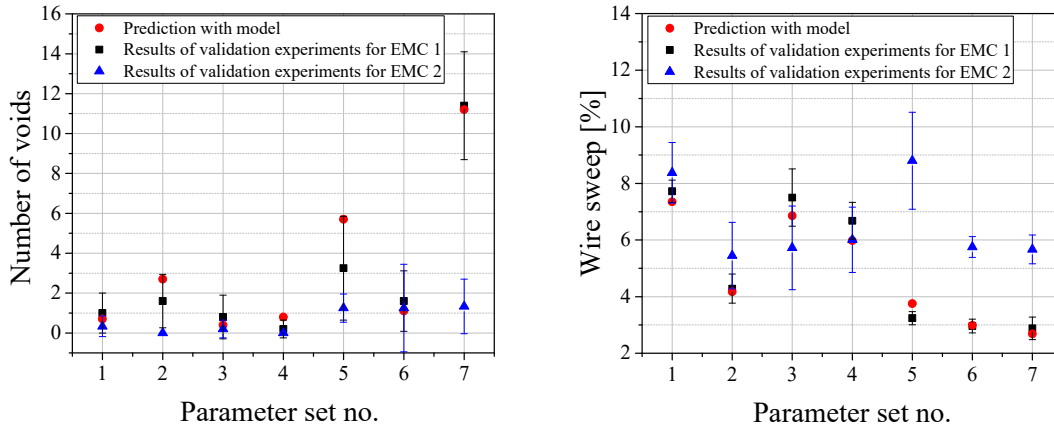 Prediction with model
Results of validation experiments for EMC 1
Results of validation experiments for EMC 2
16
14
12
10
8
6
4
2
0
Number of voids
1 2 3 4 5 6 7
Parameter set no.
Prediction with model
Results of validation experiments for EMC 1
Results of validation experiments for EMC 2
14
12
10
8
6
4
2
Wire sweep [%]
1 2 3 4 5 6 7
Parameter set no.